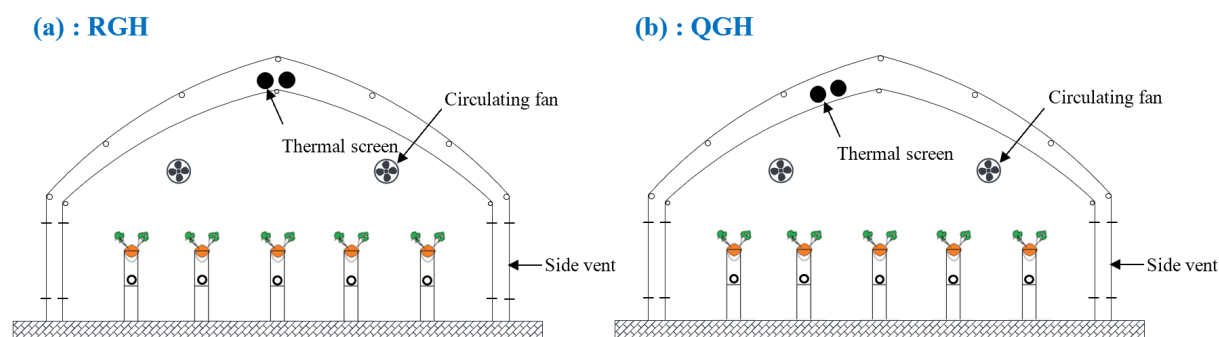 (a) : RGH
Circulating fan
Thermal screen
Side vent
(b) : QGH
Circulating fan
Thermal screen
Side vent